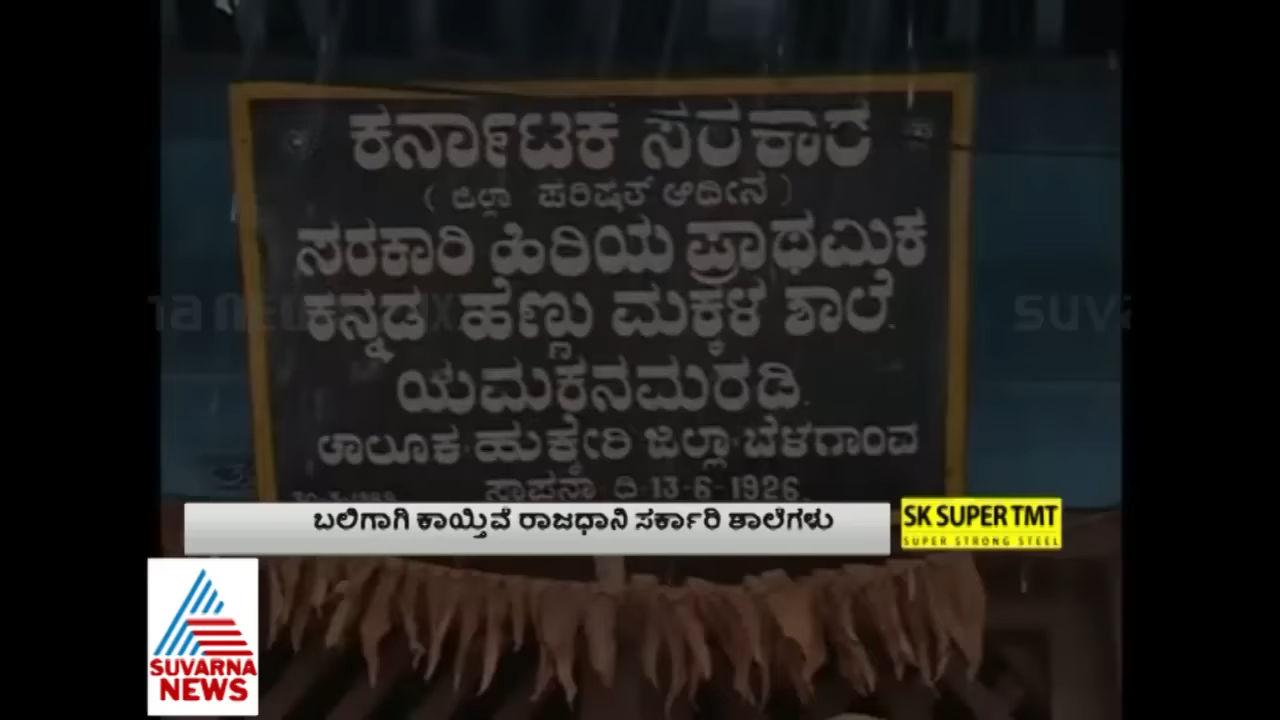 ಕರ್ನಾಟಕ ಸರಕಾರ
( ಜಿಲ್ಲಾ ಪರಿಷತ್ ಆಧೀನ )
ಸರಕಾರಿ ಹಿರಿಯ ಪ್ರಾಥಮಿಕ
ಕನ್ನಡ ಹೆಣ್ಣು ಮಕ್ಕಳ ಶಾಲೆ.
ಯಮಕನಮರಡಿ.
ತಾಲೂಕ-ಹುಕ್ಕೇರಿ ಜಿಲ್ಲಾ-ಬೆಳಗಾಂವ
ಸ್ಥಾಪನಾ ದಿ-13-6-1926.
ಬಲಿಗಾಗಿ ಕಾಯ್ತಿವೆ ರಾಜಧಾನಿ ಸರ್ಕಾರಿ ಶಾಲೆಗಳು
SK SUPER TMT
SUPER STRONG STEEL
SUVARNA
NEWS